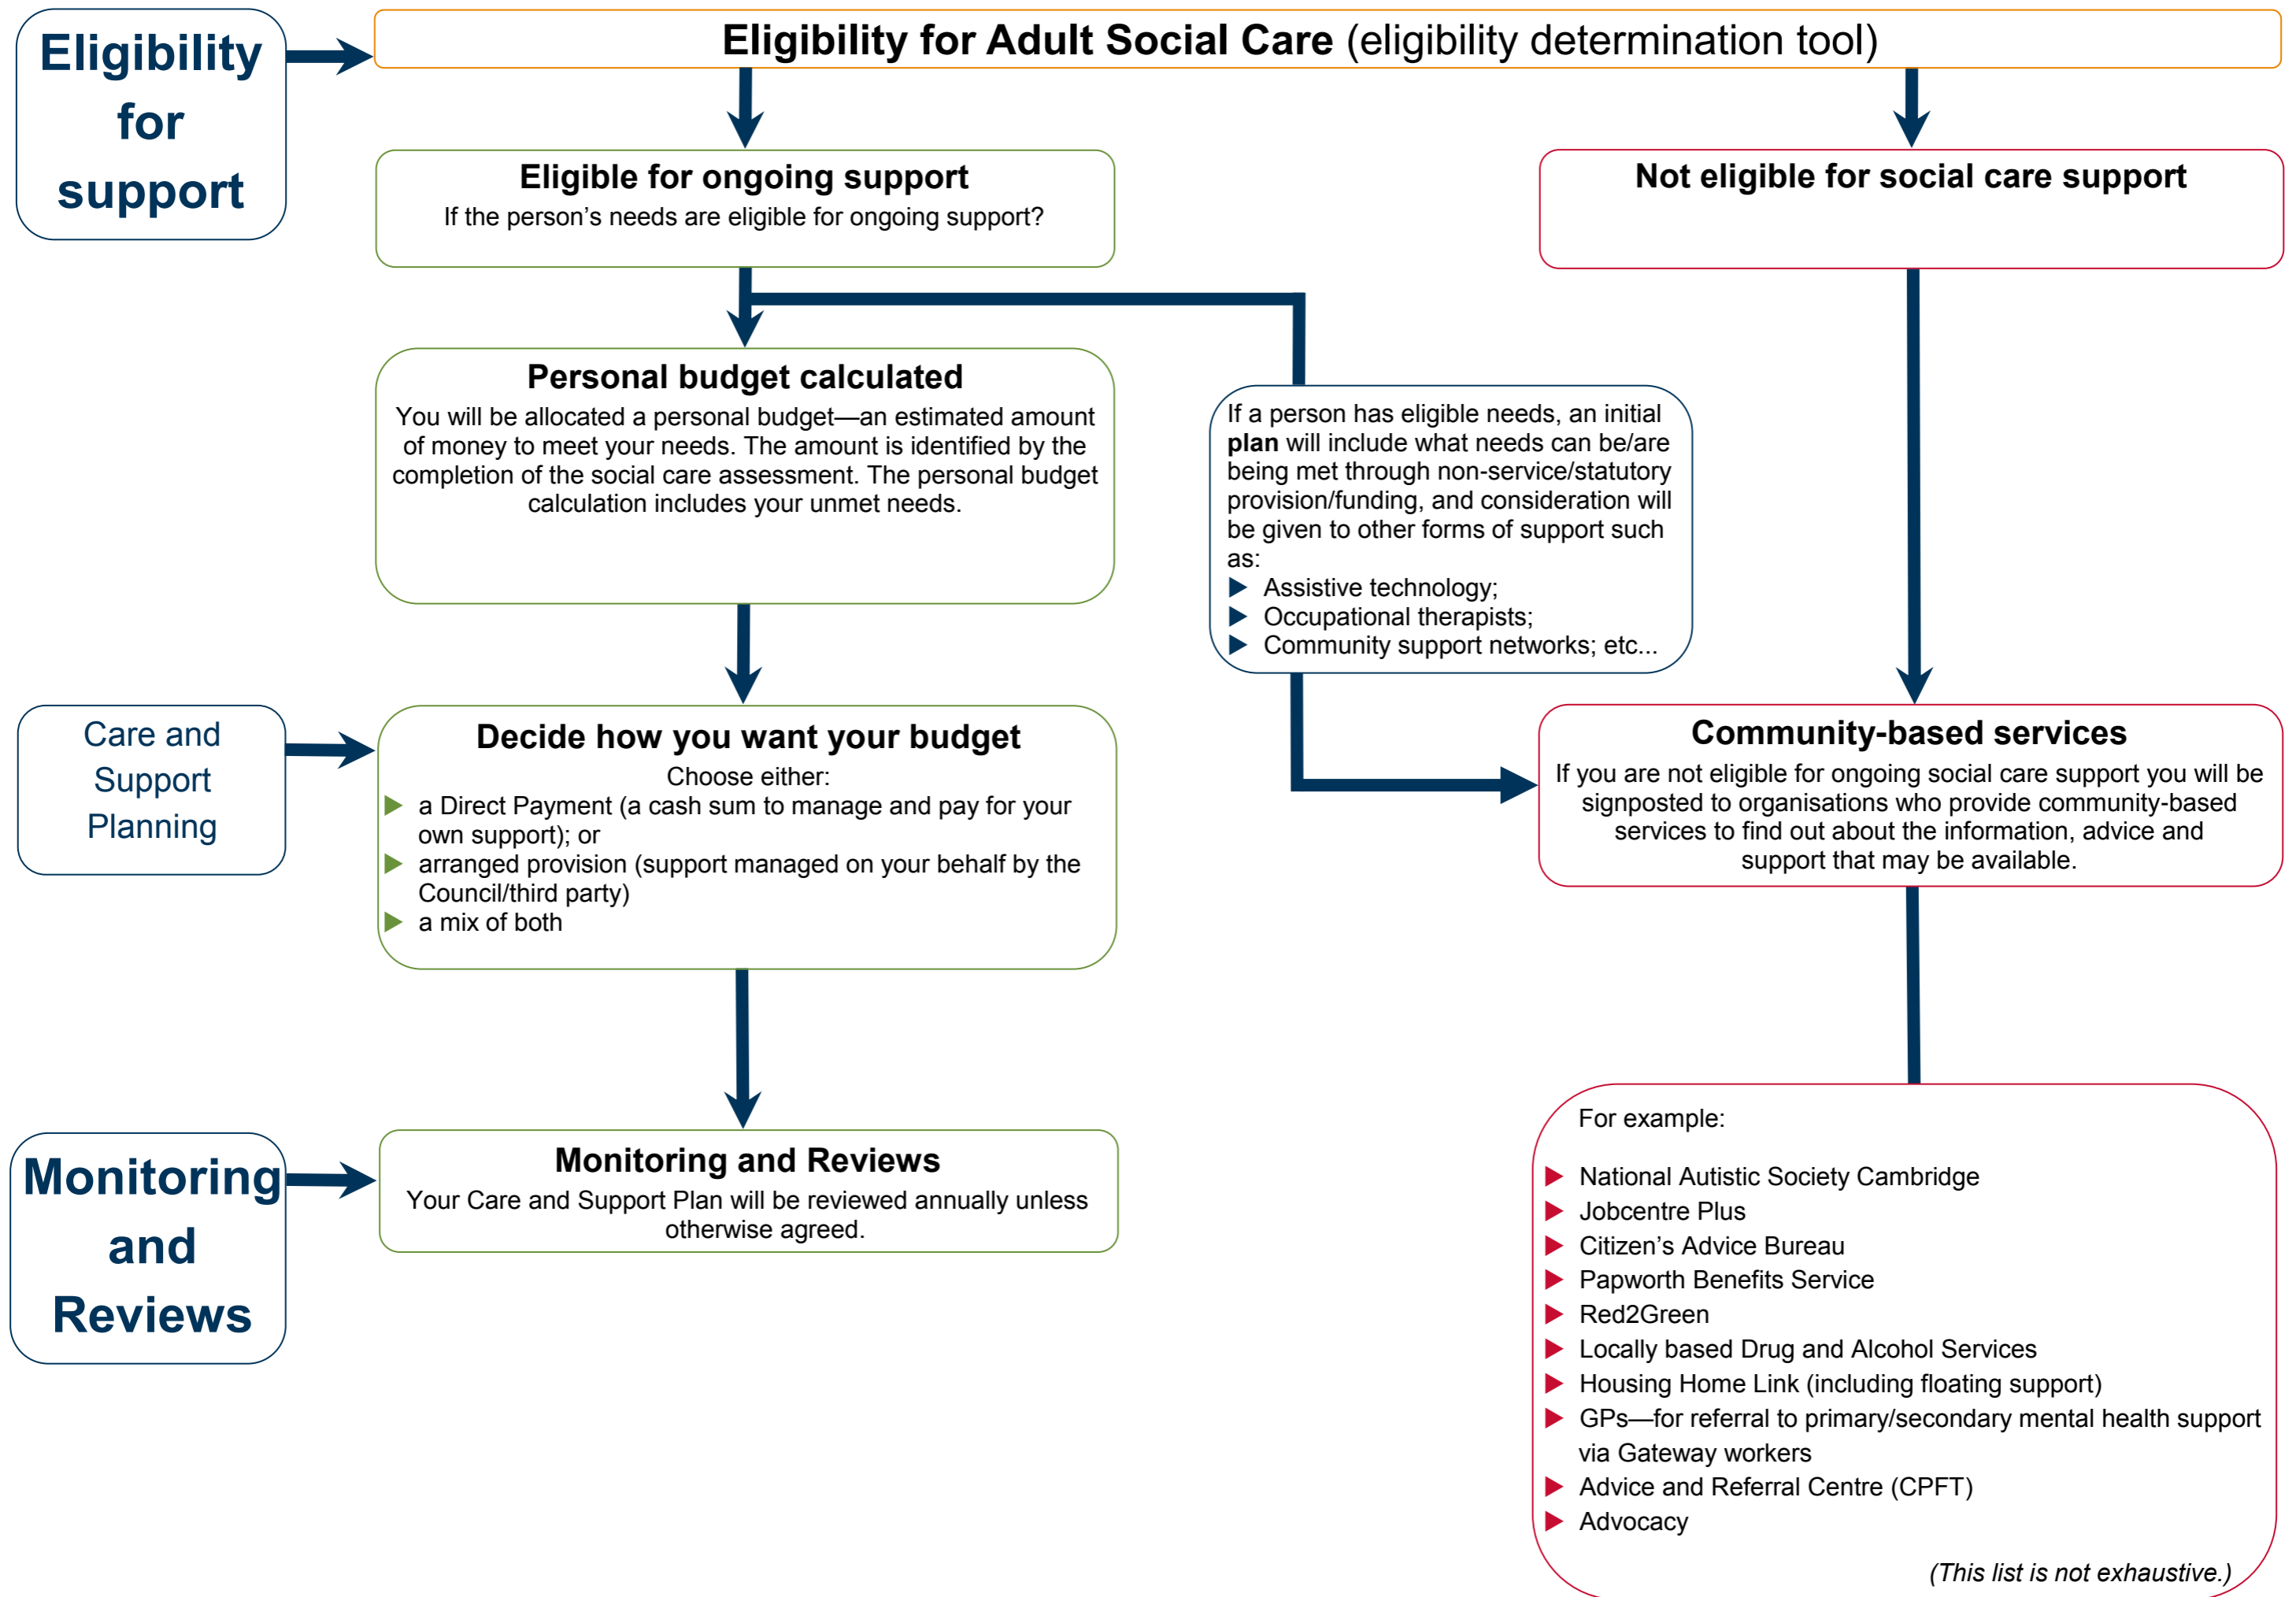 Eligibility
for
support
Eligibility for Adult Social Care (eligibility determination tool)
Eligible for ongoing support
If the person’s needs are eligible for ongoing support?
Not eligible for social care support
Personal budget calculated
You will be allocated a personal budget—an estimated amount
of money to meet your needs. The amount is identified by the
completion of the social care assessment. The personal budget
calculation includes your unmet needs.
If a person has eligible needs, an initial
plan will include what needs can be/are
being met through non-service/statutory
provision/funding, and consideration will
be given to other forms of support such
as:
Assistive technology;
Occupational therapists;
Community support networks; etc...
Care and
Support
Planning
Decide how you want your budget
Choose either:
a Direct Payment (a cash sum to manage and pay for your
own support); or
arranged provision (support managed on your behalf by the
Council/third party)
a mix of both
Community-based services
If you are not eligible for ongoing social care support you will be
signposted to organisations who provide community-based
services to find out about the information, advice and
support that may be available.
Monitoring
and
Reviews
Monitoring and Reviews
Your Care and Support Plan will be reviewed annually unless
otherwise agreed.
For example:
National Autistic Society Cambridge
Jobcentre Plus
Citizen’s Advice Bureau
Papworth Benefits Service
Red2Green
Locally based Drug and Alcohol Services
Housing Home Link (including floating support)
GPs—for referral to primary/secondary mental health support
via Gateway workers
Advice and Referral Centre (CPFT)
Advocacy
(This list is not exhaustive.)